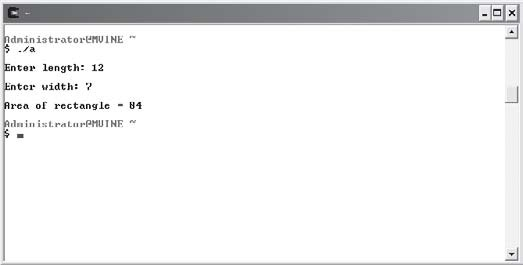 ~
Administrator@MVINE ~
$ ./a
Enter length: 12
Enter width: 7
Area of rectangle = 84
Administrator@MVINE ~
$